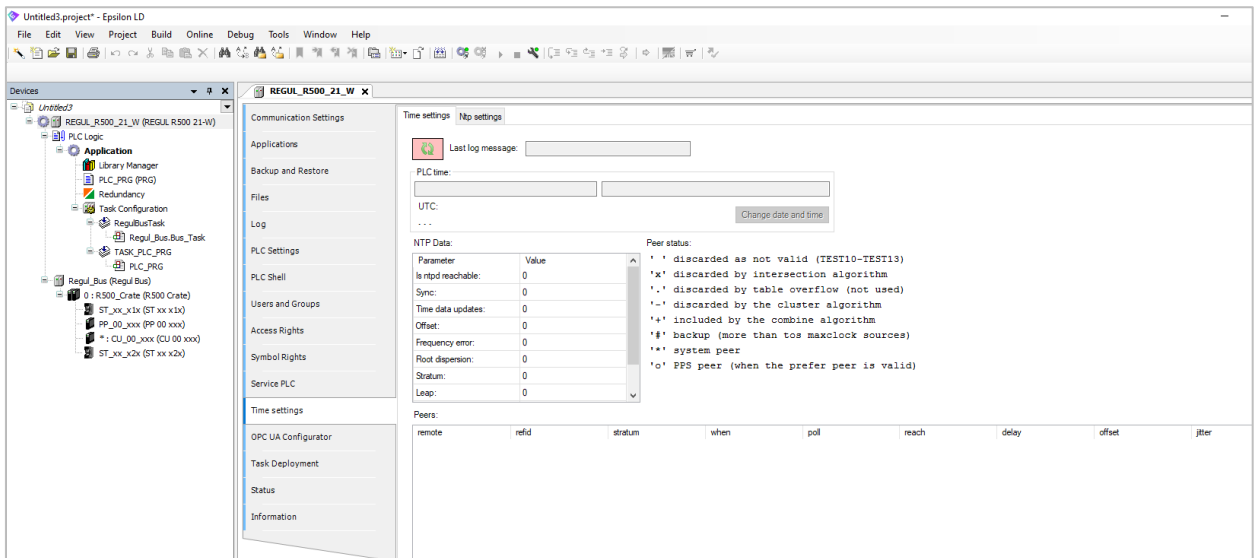 Untitled3.project* - Epsilon LD
File Edit View Project Build Online Debug Tools Window Help
Devices
Untitled3
REGUL_R500_21_W (REGUL R500 21-W)
PLC Logic
Application
Library Manager
PLC_PRG (PRG)
Redundancy
Task Configuration
RegulBusTask
Regul_Bus.Bus_Task
TASK_PLC_PRG
PLC_PRG
Regul_Bus (Regul Bus)
0 : R500_Crate (R500 Crate)
ST_xx_x1x (ST xx x1x)
PP_00_xxx (PP 00 xxx)
* : CU_00_xxx (CU 00 xxx)
ST_xx_x2x (ST xx x2x)
REGUL_R500_21_W
Communication Settings
Applications
Backup and Restore
Files
Log
PLC Settings
PLC Shell
Users and Groups
Access Rights
Symbol Rights
Service PLC
Time settings
OPC UA Configurator
Task Deployment
Status
Information
Time settings Ntp settings
Last log message:
PLC time:
UTC:
. . .
Change date and time
NTP Data:
Parameter Value
Is ntpd reachable: 0
Sync: 0
Time data updates: 0
Offset: 0
Frequency error: 0
Root dispersion: 0
Stratum: 0
Leap: 0
Peer status:
' ' discarded as not valid (TEST10-TEST13)
'x' discarded by intersection algorithm
'.' discarded by table overflow (not used)
'-' discarded by the cluster algorithm
'+' included by the combine algorithm
'#' backup (more than tos maxclock sources)
'*' system peer
'o' PPS peer (when the prefer peer is valid)
Peers:
remote refid stratum when poll reach delay offset jitter